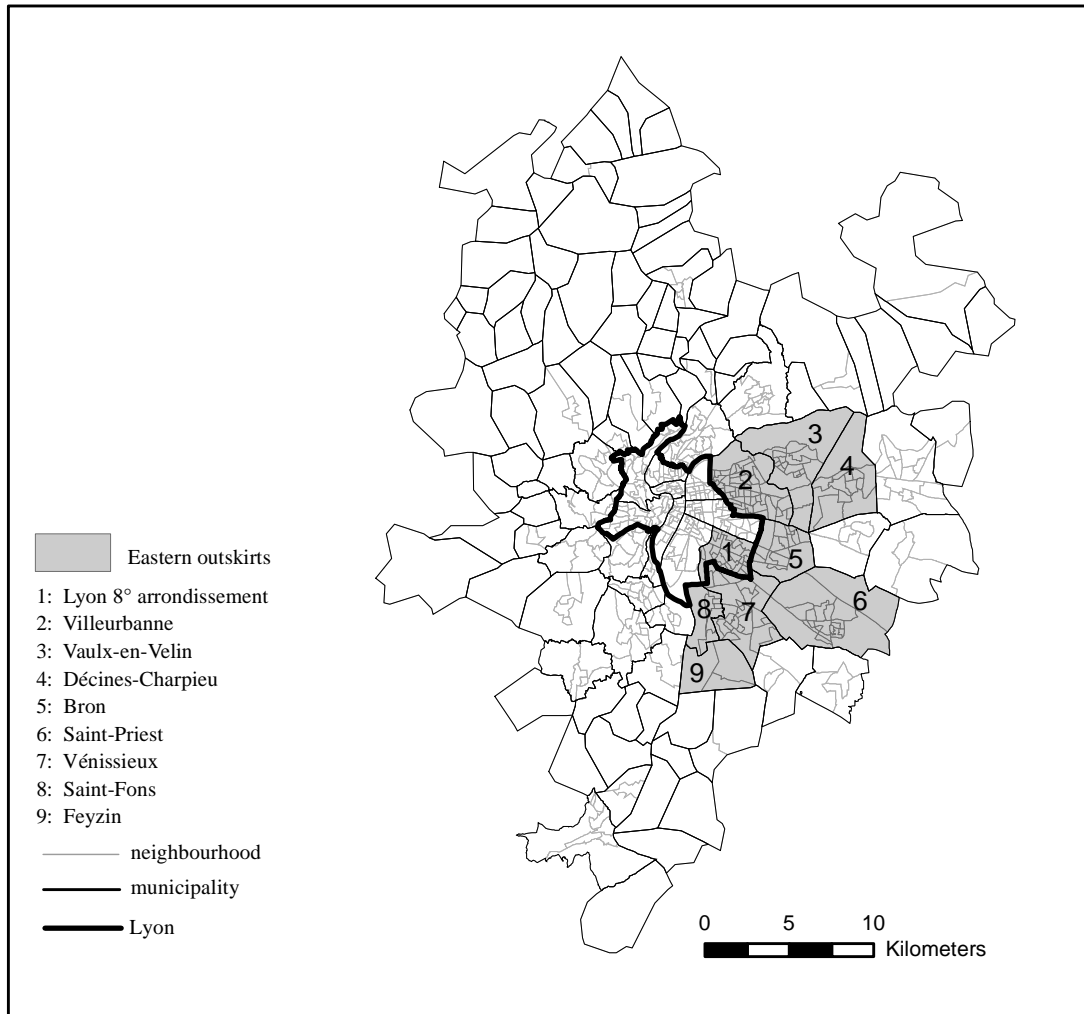 3
4
2
1
5
6
8
7
9
Eastern outskirts
1: Lyon 8° arrondissement
2: Villeurbanne
3: Vaulx-en-Velin
4: Décines-Charpieu
5: Bron
6: Saint-Priest
7: Vénissieux
8: Saint-Fons
9: Feyzin
neighbourhood
municipality
Lyon
0 5 10
Kilometers